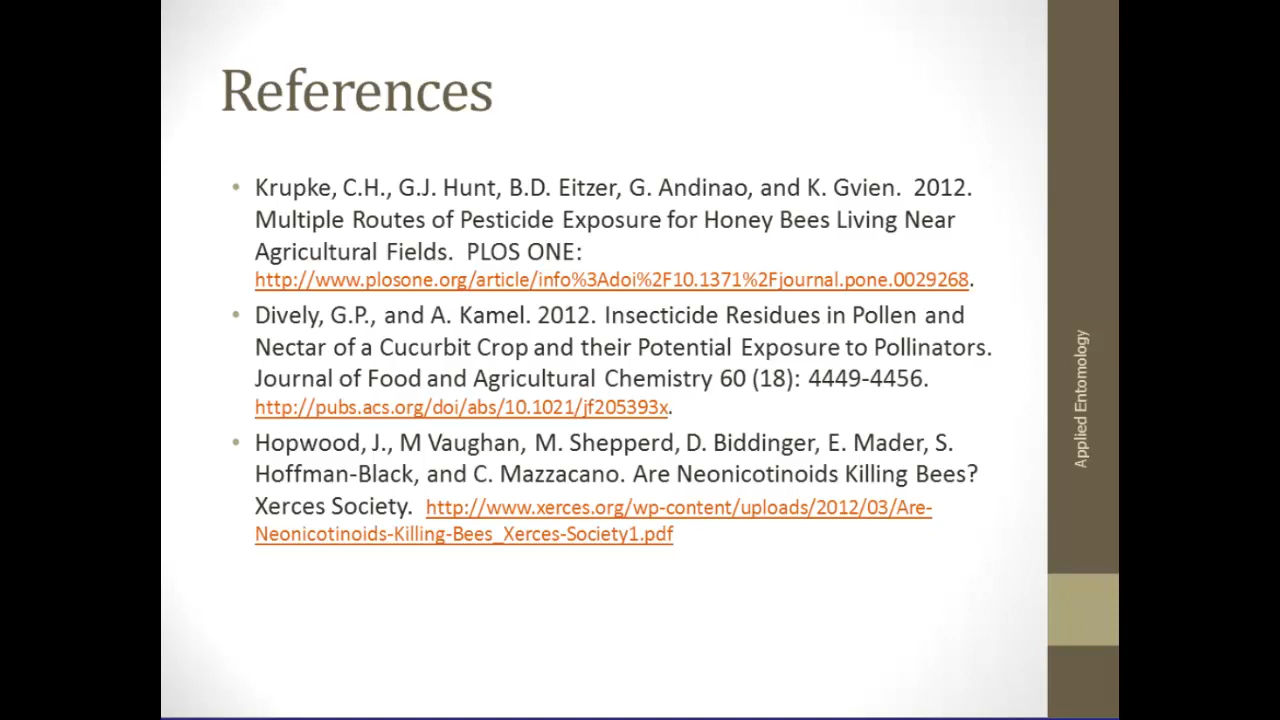 References
• Krupke, C.H., G.J. Hunt, B.D. Eitzer, G. Andinao, and K. Gvien.  2012.
Multiple Routes of Pesticide Exposure for Honey Bees Living Near
Agricultural Fields.  PLOS ONE:
http://www.plosone.org/article/info%3Adoi%2F10.1371%2Fjournal.pone.0029268.
• Dively, G.P., and A. Kamel. 2012. Insecticide Residues in Pollen and
Nectar of a Cucurbit Crop and their Potential Exposure to Pollinators.
Journal of Food and Agricultural Chemistry 60 (18): 4449-4456.
http://pubs.acs.org/doi/abs/10.1021/jf205393x.
• Hopwood, J., M Vaughan, M. Shepperd, D. Biddinger, E. Mader, S.
Hoffman-Black, and C. Mazzacano. Are Neonicotinoids Killing Bees?
Xerces Society.  http://www.xerces.org/wp-content/uploads/2012/03/Are-
Neonicotinoids-Killing-Bees_Xerces-Society1.pdf
Applied Entomology